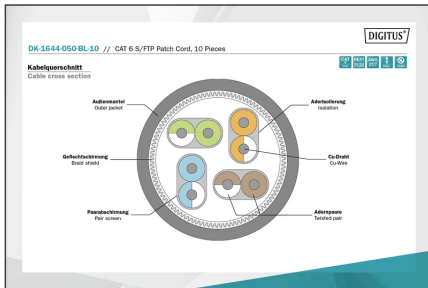 DIGITUS
DK-1644-050-BL-10 // CAT 6 S/FTP Patch Cord, 10 Pieces
Kabelquerschnitt
Cable cross section
Außenmantel
Outer jacket
Aderisolierung
Isolation
Geflechtschirmung
Braid shield
Cu-Draht
Cu-Wire
Paarabschirmung
Pair screen
Adernpaare
Twisted pair